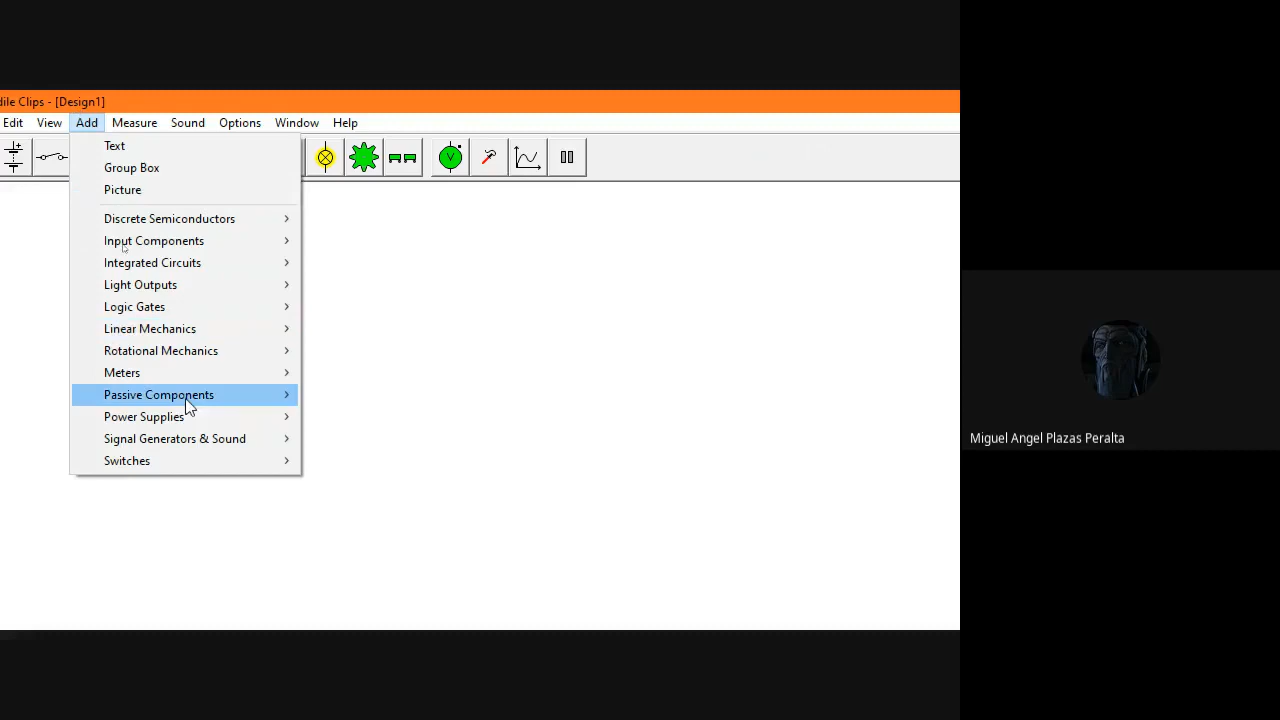 dile Clips - [Design1]
Edit View Add Measure Sound Options Window Help
Text
Group Box
Picture
Discrete Semiconductors
Input Components
Integrated Circuits
Light Outputs
Logic Gates
Linear Mechanics
Rotational Mechanics
Meters
Passive Components
Power Supplies
Signal Generators & Sound
Switches
V
Miguel Angel Plazas Peralta